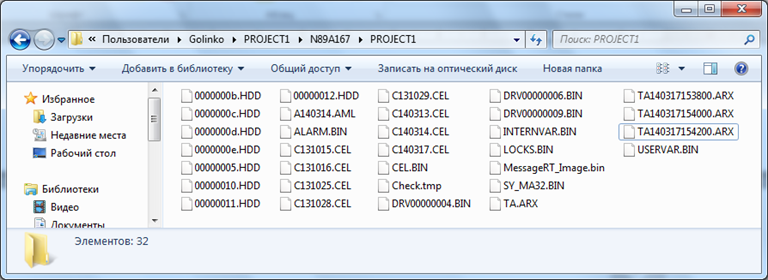 « Пользователи ▸ Golinko ▸ PROJECT1 ▸ N89A167 ▸ PROJECT1
Поиск: PROJECT1
Упорядочить Добавить в библиотеку Общий доступ Записать на оптический диск Новая папка
Избранное
Загрузки
Недавние места
Рабочий стол
Библиотеки
Видео
Документы
0000000b.HDD
0000000c.HDD
0000000d.HDD
0000000e.HDD
00000005.HDD
00000010.HDD
00000011.HDD
00000012.HDD
A140314.AML
ALARM.BIN
C131015.CEL
C131016.CEL
C131025.CEL
C131028.CEL
C131029.CEL
C140313.CEL
C140314.CEL
C140317.CEL
CEL.BIN
Check.tmp
DRV00000004.BIN
DRV00000006.BIN
DRV00000009.BIN
INTERNVAR.BIN
LOCKS.BIN
MessageRT_Image.bin
SY_MA32.BIN
TA.ARX
TA140317153800.ARX
TA140317154000.ARX
TA140317154200.ARX
USERVAR.BIN
Элементов: 32